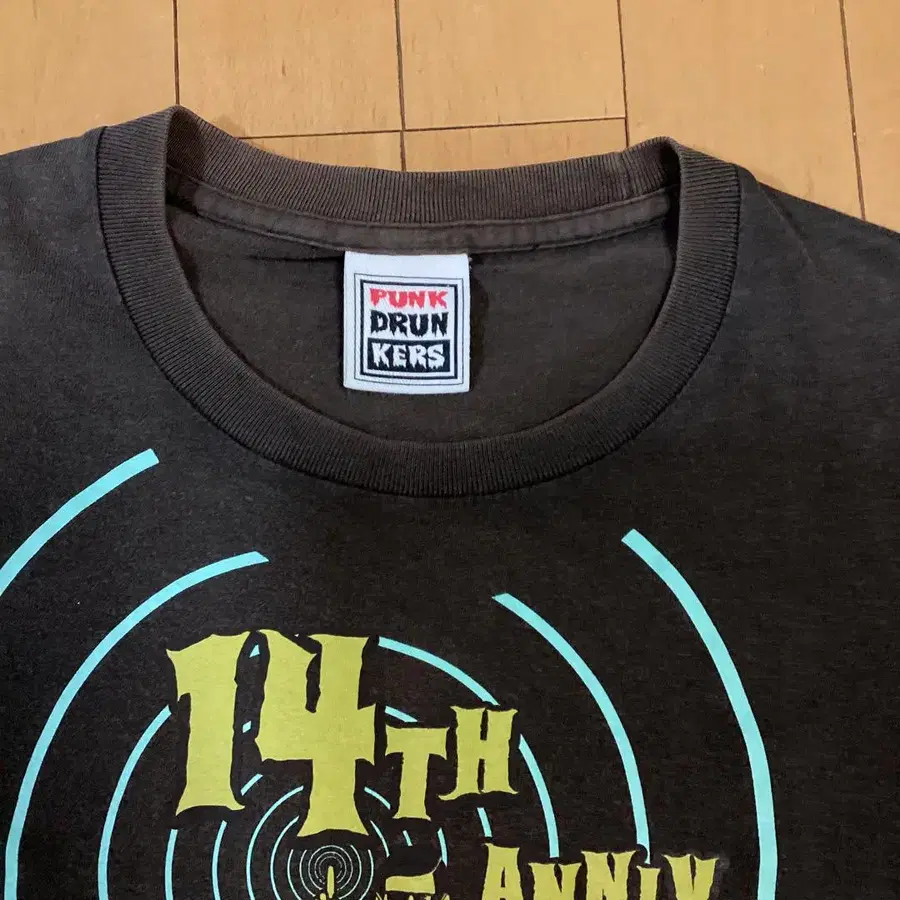 PUNK
DRUN
KERS
14TH
ANNIV